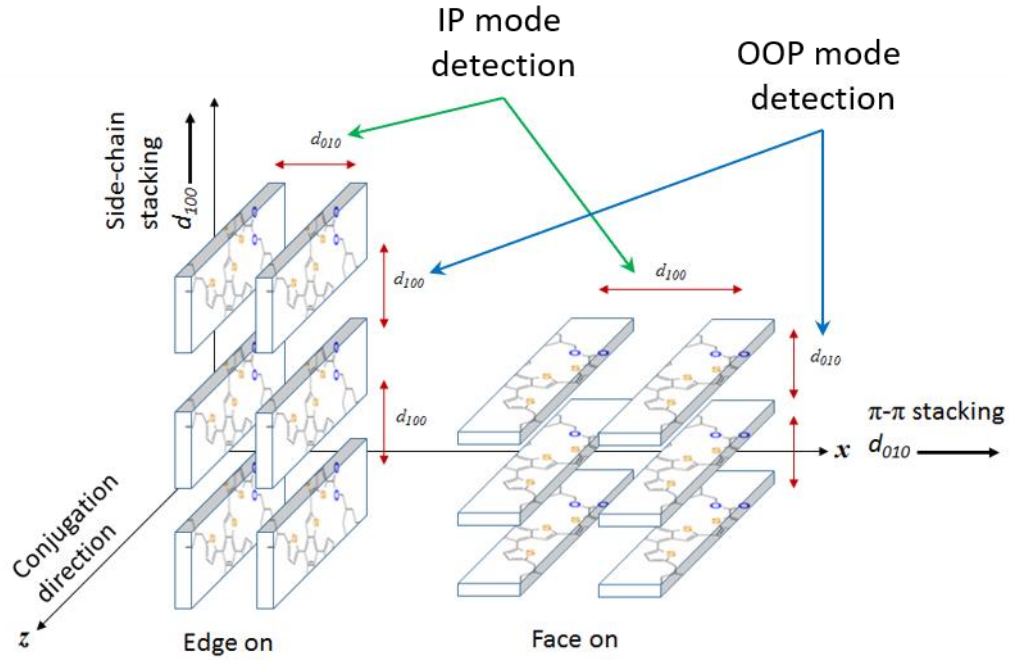 IP mode
detection
OOP mode
detection
Side-chain
stacking
d100
d010
d100
d100
d100
d010
π-π stacking
d010
x
Conjugation
direction
z
Edge on
Face on